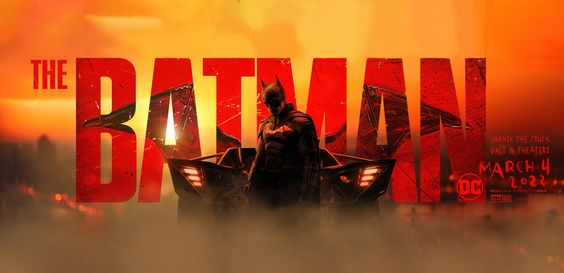 THE BATMAN
UNMASK THE TRUTH.
ONLY IN THEATERS
MARCH 4
2022
DC